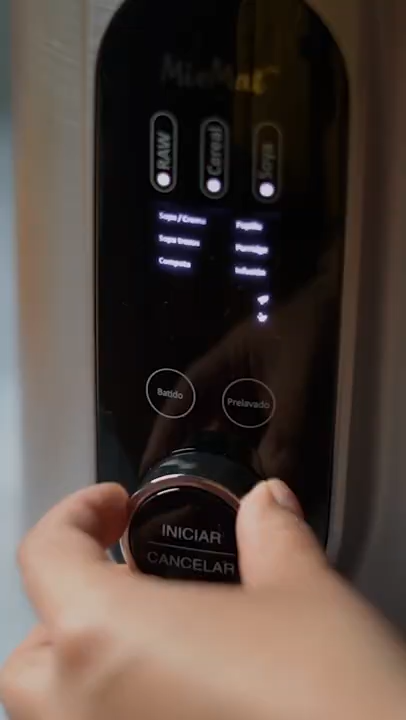 RAW
Cereal
Soya
Sopa / Crema
Sopa trozos
Compota
Papilla
Porridge
Infusión
Batido
Prelavado
INICIAR
CANCELAR